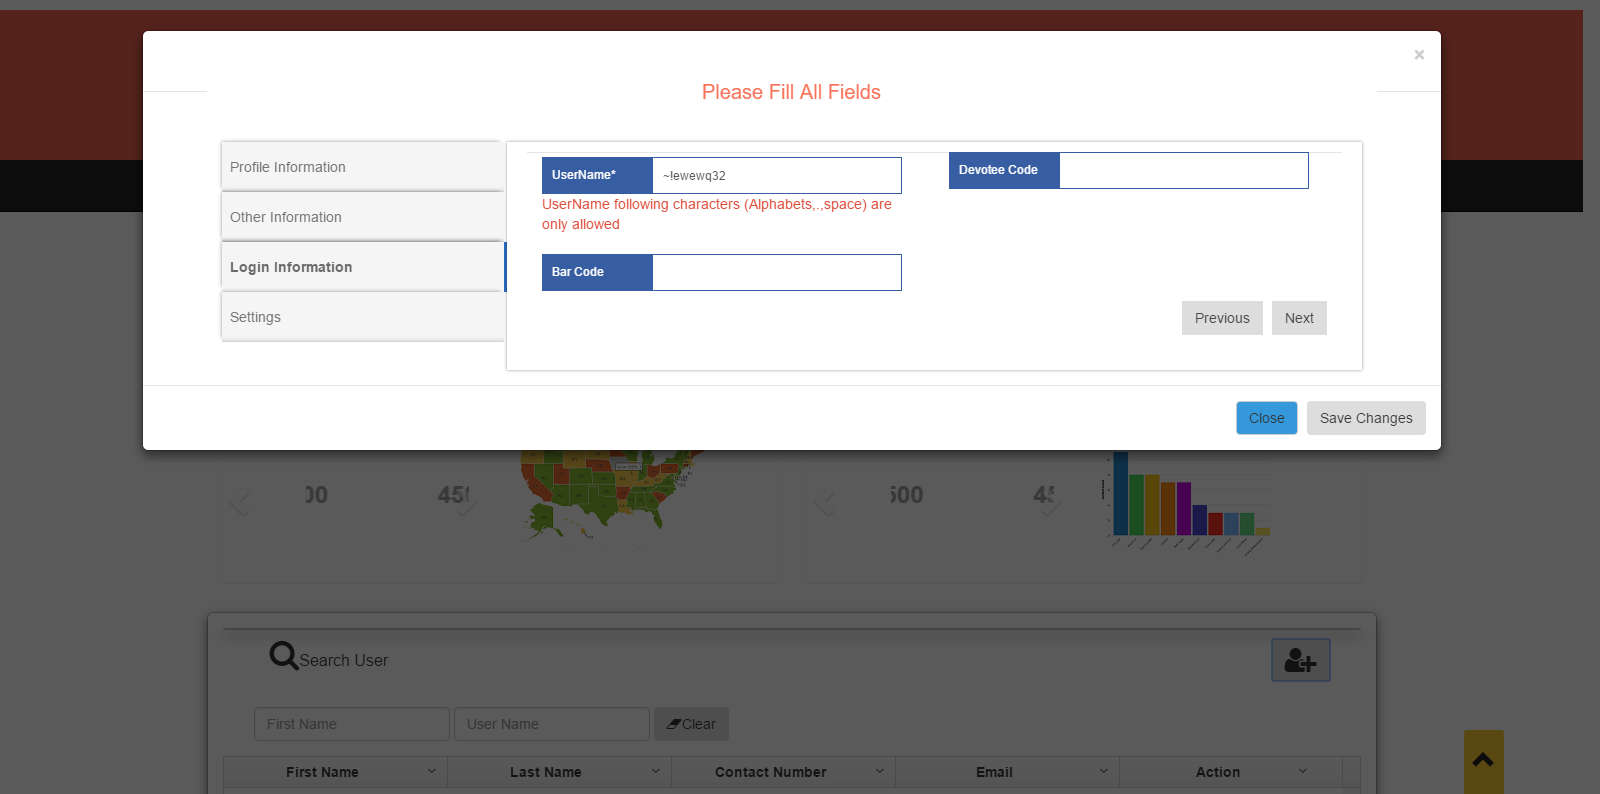 ×
Please Fill All Fields
Profile Information
Other Information
Login Information
Settings
UserName*
~!ewewq32
UserName following characters (Alphabets,.,space) are
only allowed
Devotee Code
Bar Code
Previous
Next
Close
Save Changes
00
45
500
45
Search User
First Name
User Name
Clear
First Name
Last Name
Contact Number
Email
Action